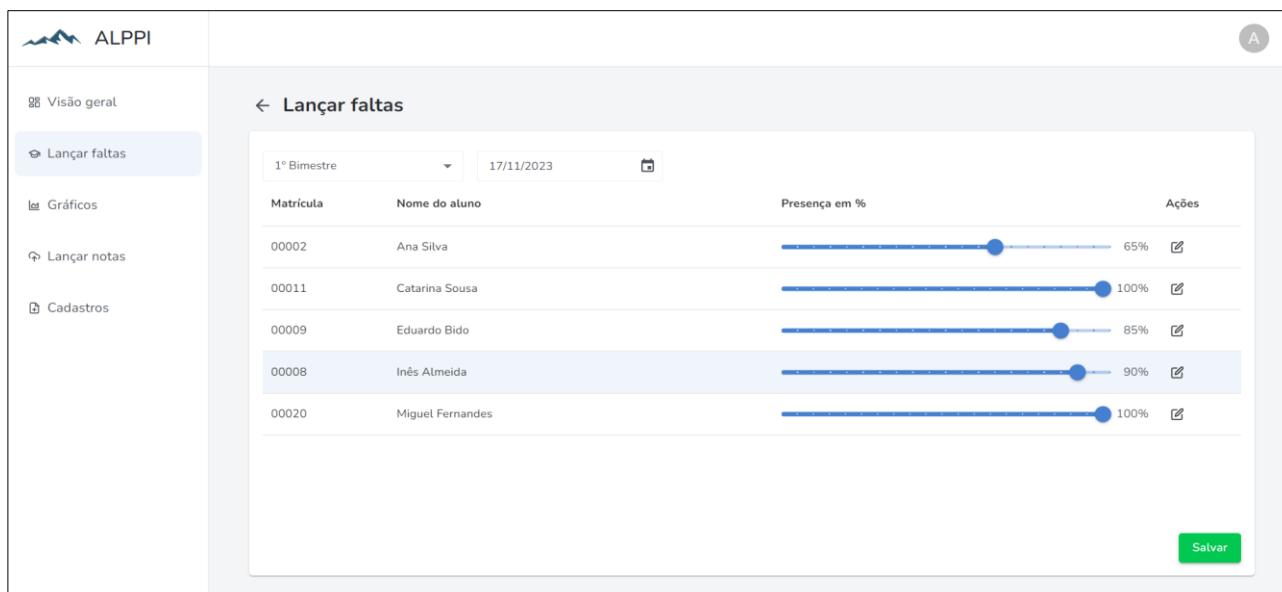 ALPPI
A
Visão geral
Lançar faltas
Gráficos
Lançar notas
Cadastros
Lançar faltas
1º Bimestre 17/11/2023
Matrícula Nome do aluno Presença em % Ações
00002 Ana Silva 65%
00011 Catarina Sousa 100%
00009 Eduardo Bido 85%
00008 Inês Almeida 90%
00020 Miguel Fernandes 100%
Salvar